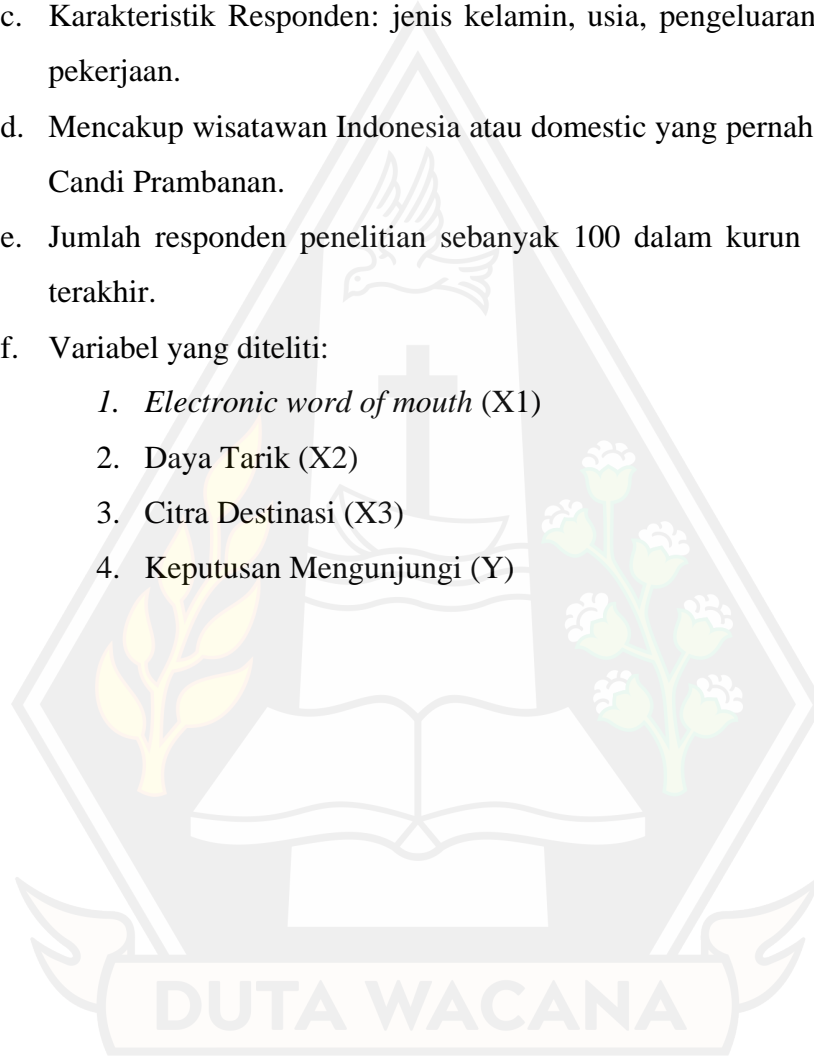 c. Karakteristik Responden: jenis kelamin, usia, pengeluaran
pekerjaan.
d. Mencakup wisatawan Indonesia atau domestic yang pernah
Candi Prambanan.
e. Jumlah responden penelitian sebanyak 100 dalam kurun
terakhir.
f. Variabel yang diteliti:
1. Electronic word of mouth (X1)
2. Daya Tarik (X2)
3. Citra Destinasi (X3)
4. Keputusan Mengunjungi (Y)
DUTA WACANA